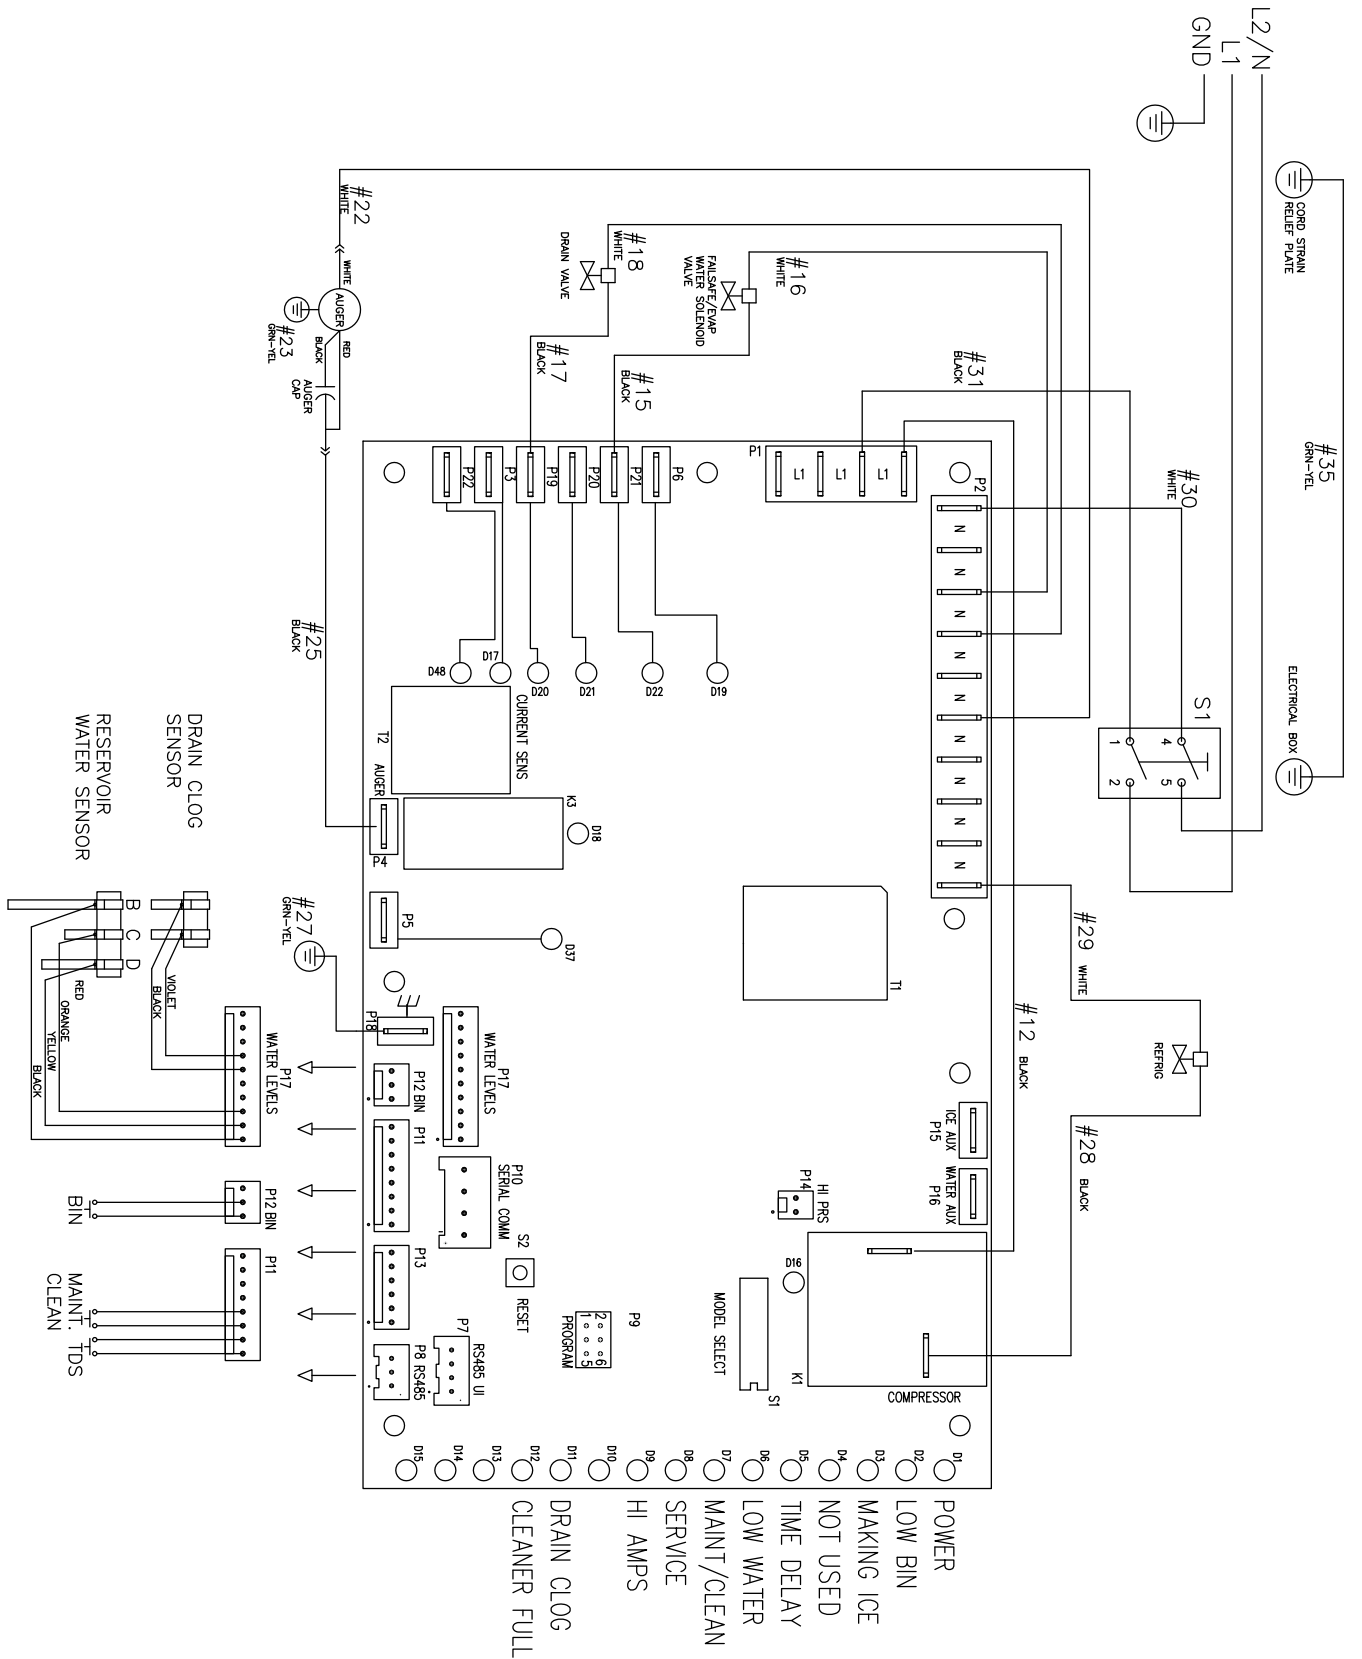 L2/N
L1
GND
CORD STRAIN
RELIEF PLATE
#35
GRN-YEL
ELECTRICAL BOX
#22
WHITE
WHITE
AUGER
#23
GRN-YEL
RED
BLACK
AUGER
CAP
#18
WHITE
DRAIN VALVE
#17
BLACK
#16
WHITE
FAILSAFE/EVAP
WATER SOLENOID
VALVE
#15
BLACK
#31
BLACK
#30
WHITE
S1
1
4
2
5
#25
BLACK
P22
P3
P19
P20
P21
P6
P1
L1
L1
L1
P2
N
N
N
N
N
N
N
N
N
D48
D17
D20
D21
D22
D19
CURRENT SENS
T2
AUGER
P4
K3
D18
P5
D37
T1
#27
GRN-YEL
P18
#29
WHITE
#12
BLACK
REFRIG
#28
BLACK
DRAIN CLOG
SENSOR
RESERVOIR
WATER SENSOR
B
C
D
VIOLET
BLACK
RED
ORANGE
YELLOW
BLACK
P17
WATER LEVELS
P17
WATER LEVELS
P12 BIN
P11
P10
SERIAL COMM
S2
RESET
P13
P8 RS485
P7
RS485 UI
P9
2
6
1
5
PROGRAM
P12 BIN
BIN
P11
MAINT. TDS
CLEAN
ICE AUX
P15
WATER AUX
P16
HI PRS
P14
D16
MODEL SELECT
S1
K1
COMPRESSOR
D1
POWER
D2
LOW BIN
D3
MAKING ICE
D4
NOT USED
D5
TIME DELAY
D6
LOW WATER
D7
MAINT/CLEAN
D8
SERVICE
D9
HI AMPS
D10
D11
DRAIN CLOG
D12
CLEANER FULL
D13
D14
D15